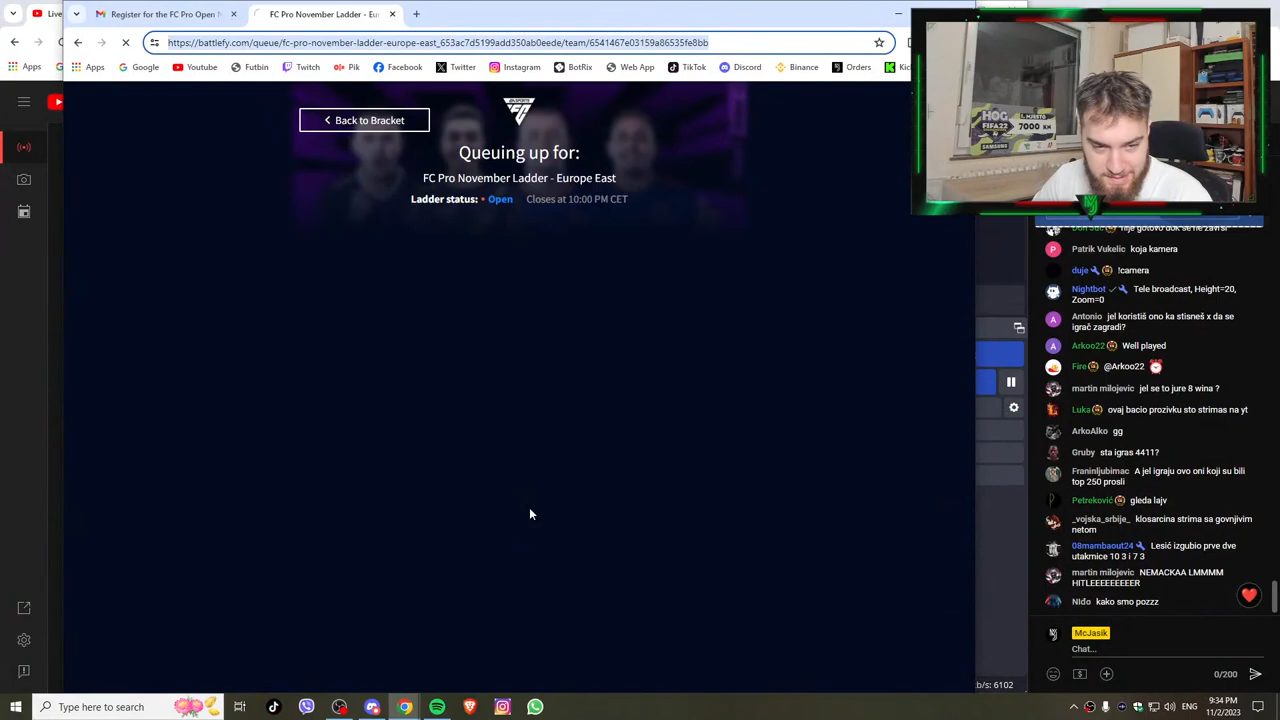 Live
Register for the FC Pro Open
FC Pro November Ladder - Eu
https://battlefy.com/queue/fc-pro-november-ladder-europe-east_653ac7d5199add350ab0eede/team/6541467e03159a86535fe8bb
Apps
Apps
Google
Youtube
Futbin
Twitch
Pik
Facebook
Twitter
Instagram
BotRix
Web App
TikTok
Discord
Binance
Orders
Back to Bracket
EA SPORTS
Queuing up for:
FC Pro November Ladder - Europe East
Ladder status: • Open Closes at 10:00 PM CET
HOG
FIFA22
MJESTO
7000 KN
SAMSUNG
Patrik Vukelic koja kamera
duje !camera
Nightbot Tele broadcast, Height=20,
Zoom=0
Antonio jel koristiš ono ka stisneš x da se
igrač zagradi?
Arkoo22 Well played
Fire @Arkoo22
martin milojevic jel se to jure 8 wina ?
Luka ovaj bacio prozivku sto strimas na yt
ArkoAlko gg
Gruby sta igras 4411?
Franinljubimac A jel igraju ovo oni koji su bili
top 250 prosli
Petreković gleda lajv
_vojska_srbije_ klosarcina strima sa govnjivim
netom
08mambaout24 Lesić izgubio prve dve
utakmice 10 3 i 7 3
martin milojevic NEMACKAA LMMMM
HITLEEEEEEEER
NIđo kako smo pozzz
McJasik
Chat...
0/200
b/s: 6102
Type here to search
9:34 PM
11/2/2023